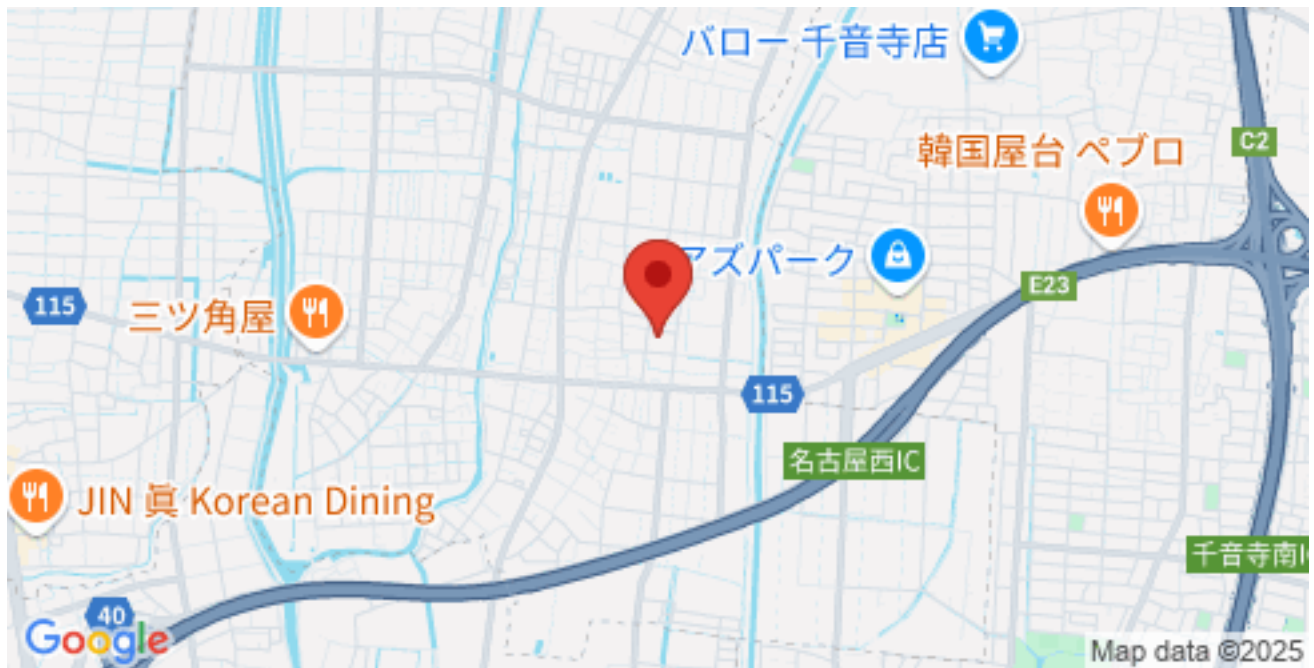 バロー 千音寺店
C2
韓国屋台 ペブロ
アズパーク
E23
115
三ツ角屋
115
名古屋西IC
JIN 眞 Korean Dining
千音寺南I
40
Google
Map data ©2025